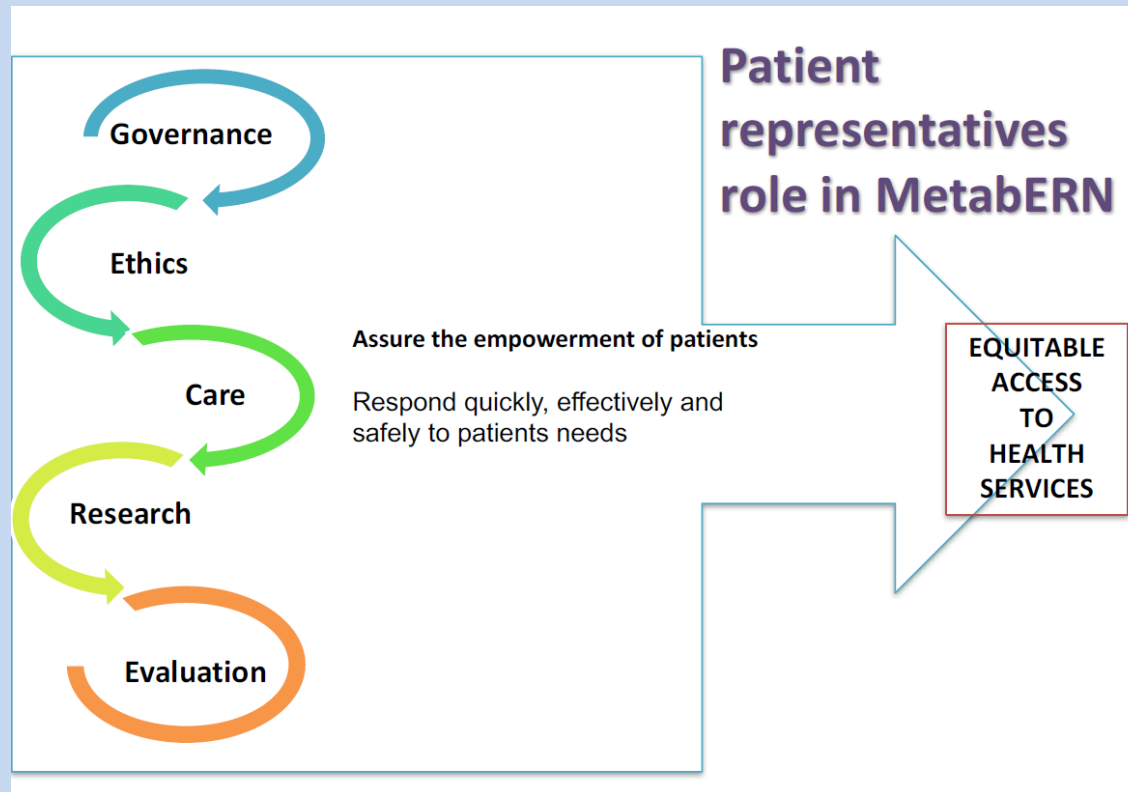 Patient
representatives
role in MetabERN
Governance
Ethics
Care
Research
Evaluation
Assure the empowerment of patients
Respond quickly, effectively and
safely to patients needs
EQUITABLE
ACCESS
TO
HEALTH
SERVICES